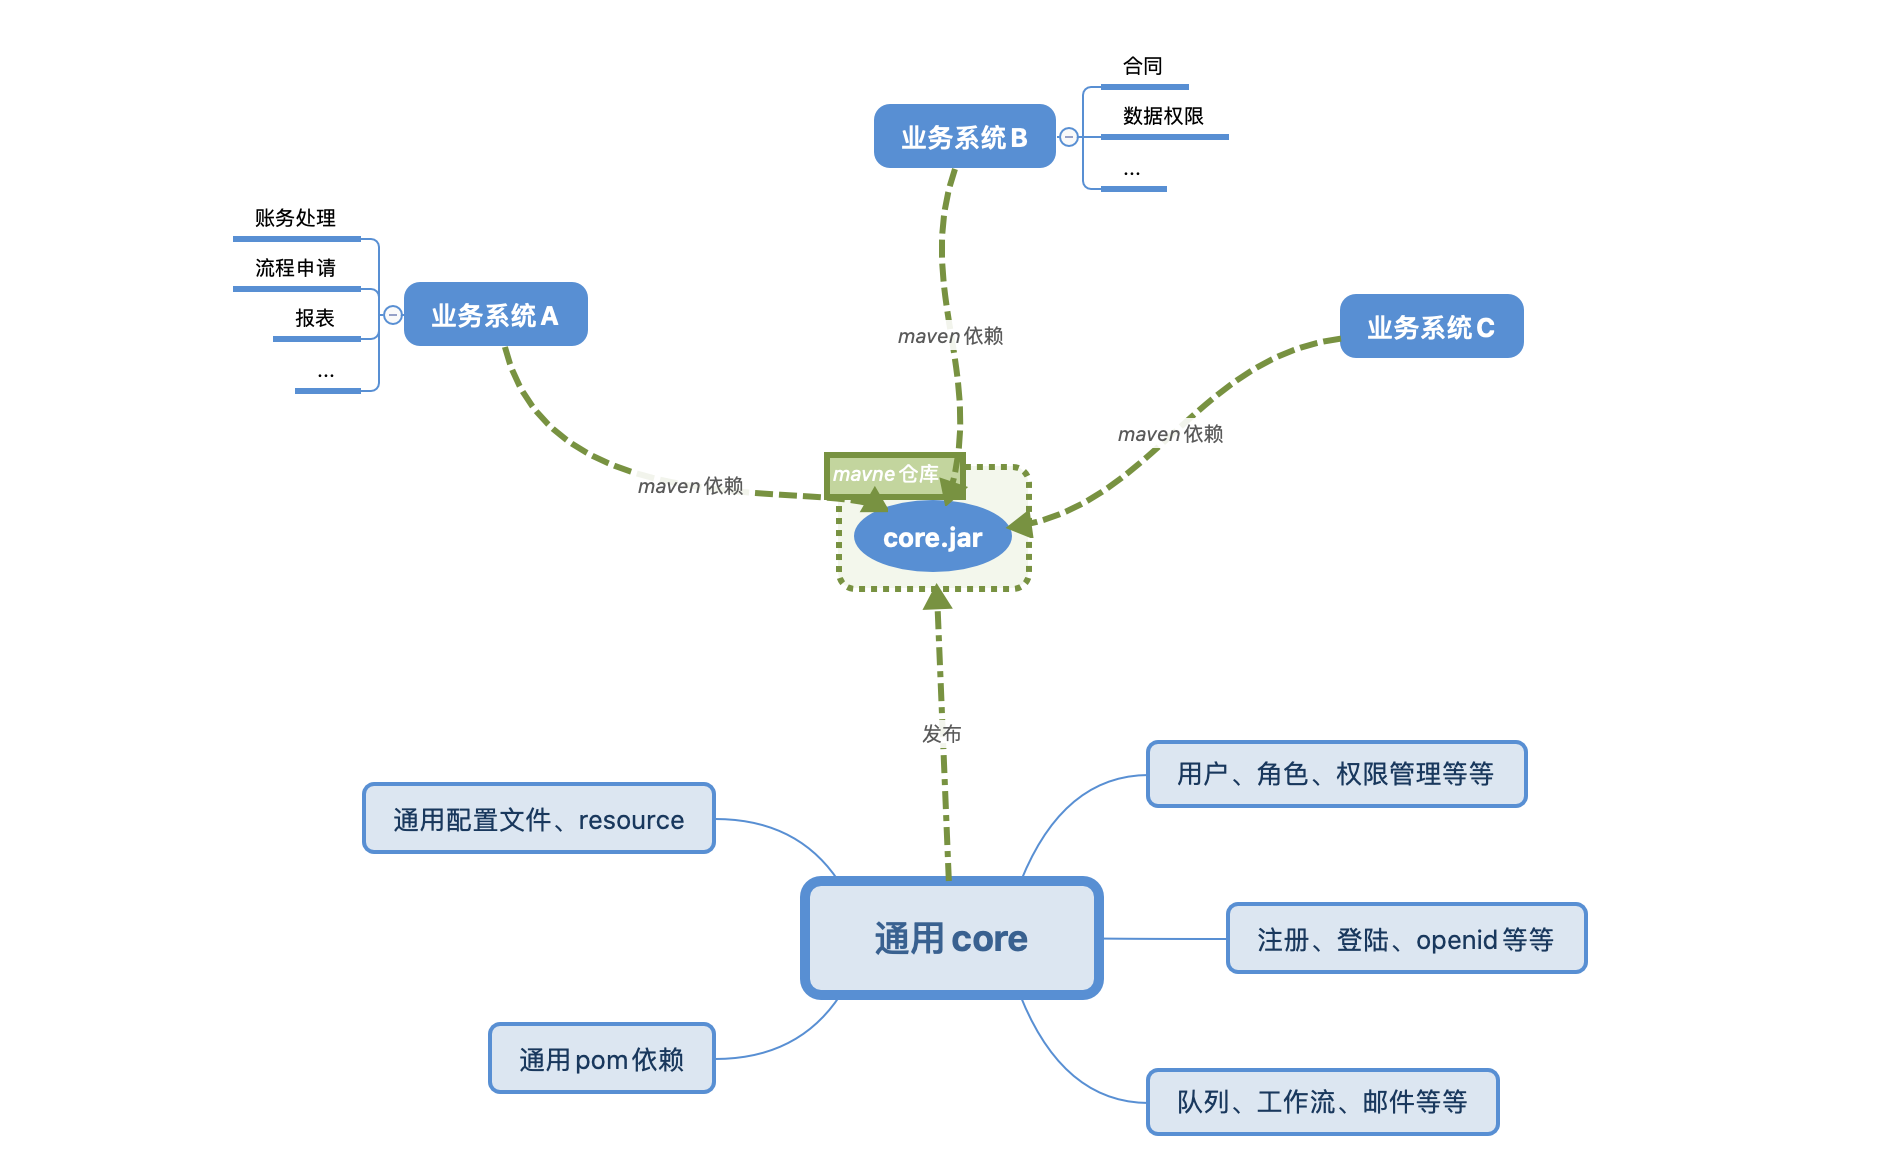 合同
业务系统B
数据权限
...
账务处理
流程申请
业务系统A
报表
...
业务系统C
maven依赖
maven依赖
maven依赖
mavne仓库
core.jar
发布
用户、角色、权限管理等等
通用配置文件、resource
通用core
注册、登陆、openid等等
通用pom依赖
队列、工作流、邮件等等